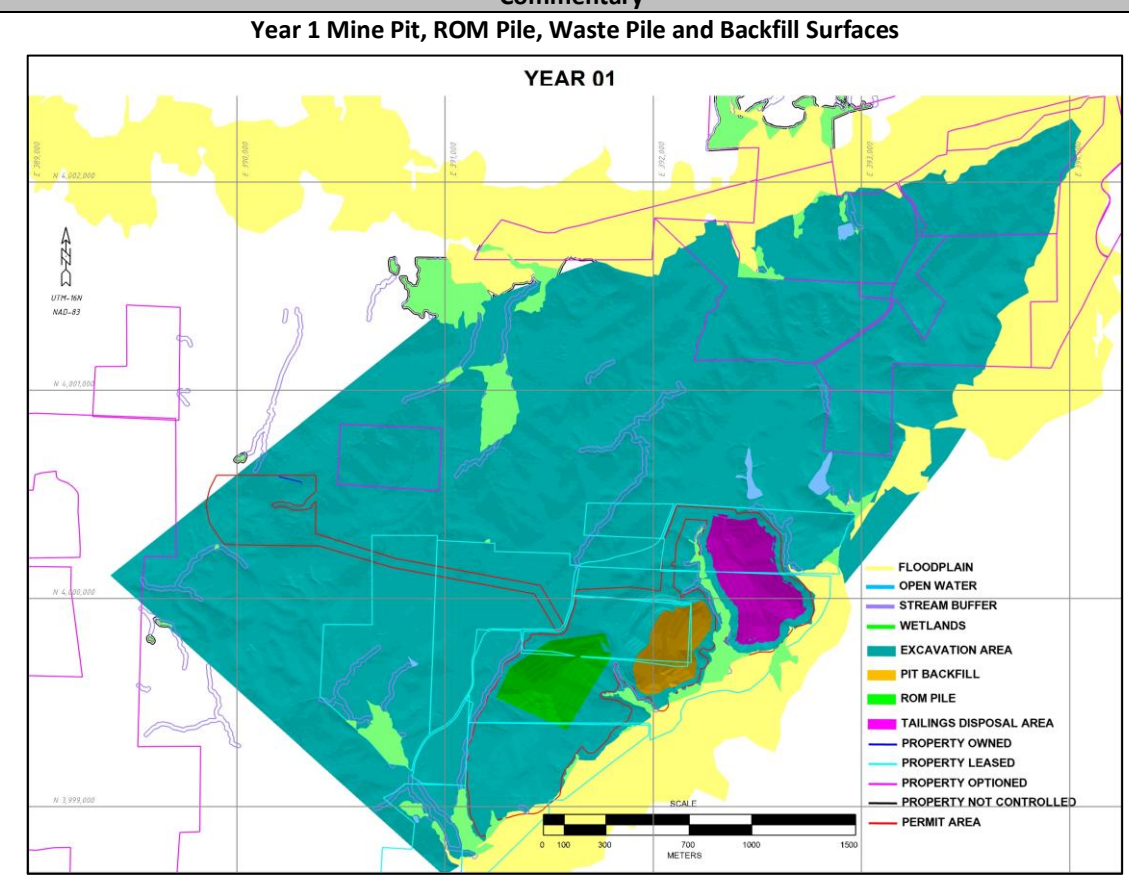 Commentary
Year 1 Mine Pit, ROM Pile, Waste Pile and Backfill Surfaces
YEAR 01
E 389,000
E 390,000
E 391,000
E 392,000
E 393,000
E 394,000
N 4,002,000
N
UTM-16N
NAD-83
N 4,001,000
N 4,000,000
N 3,999,000
FLOODPLAIN
OPEN WATER
STREAM BUFFER
WETLANDS
EXCAVATION AREA
PIT BACKFILL
ROM PILE
TAILINGS DISPOSAL AREA
PROPERTY OWNED
PROPERTY LEASED
PROPERTY OPTIONED
PROPERTY NOT CONTROLLED
PERMIT AREA
SCALE
0 100 300 700 1000 1500
METERS